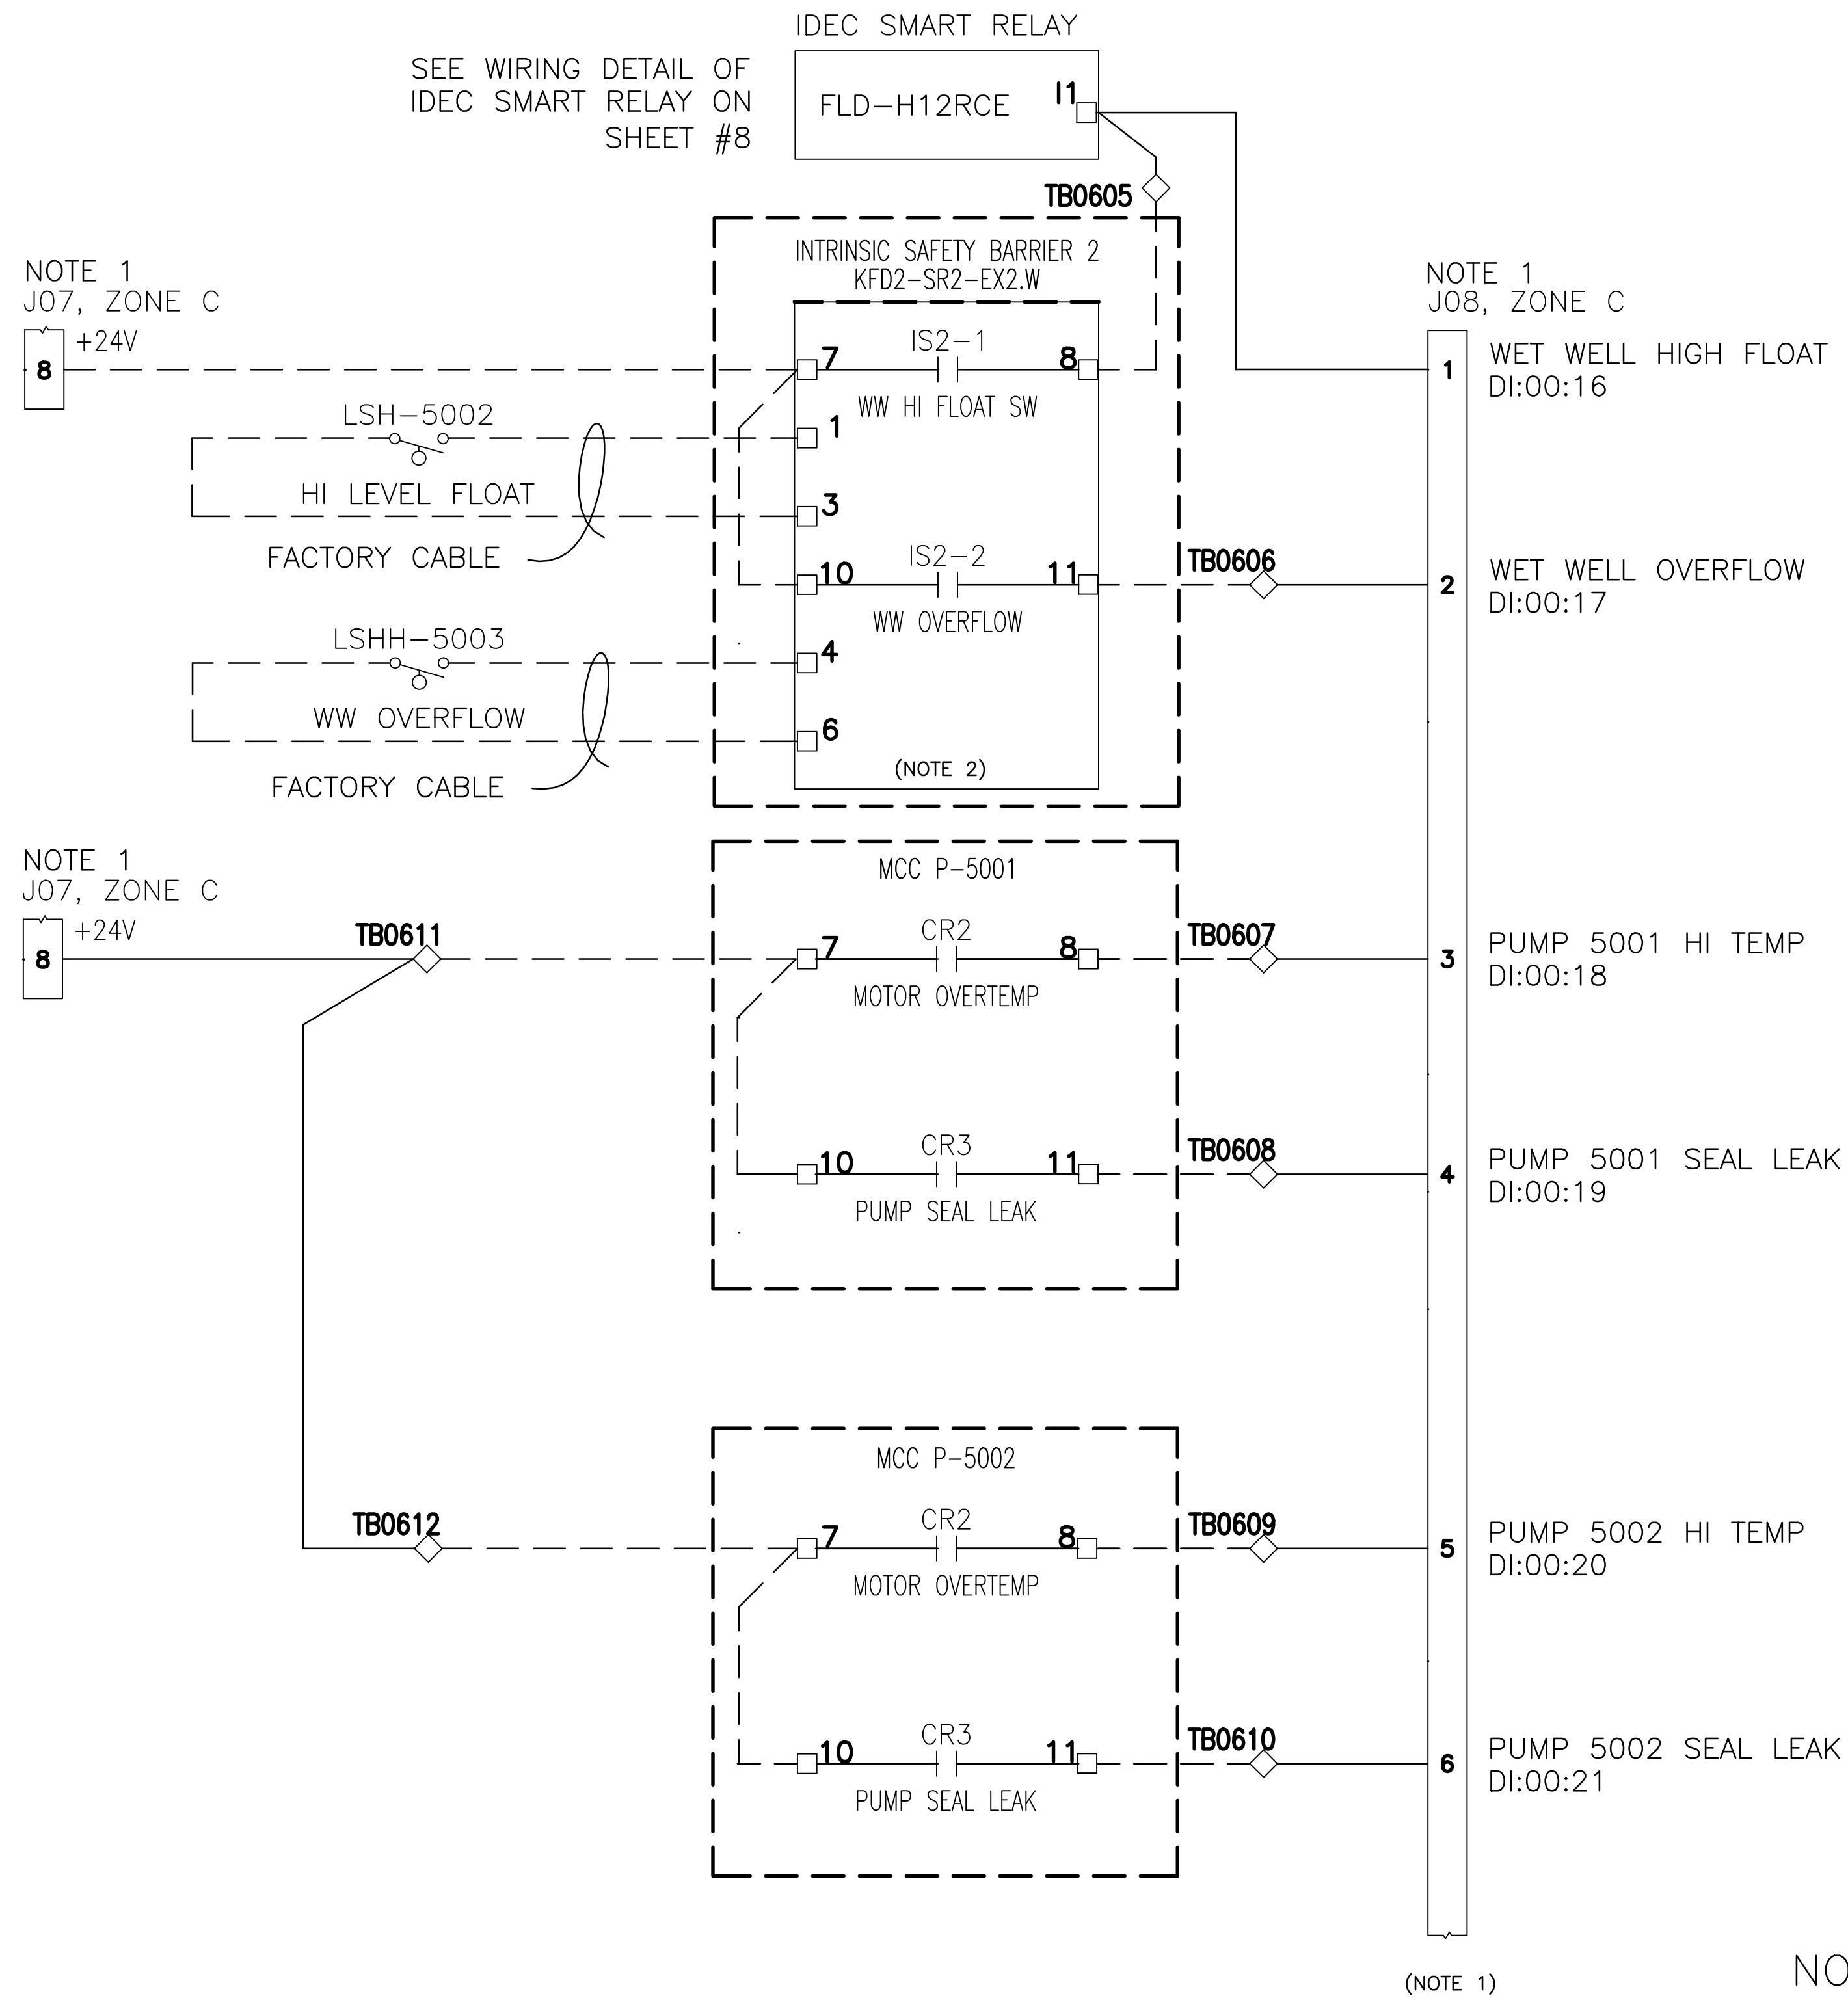 IDEC SMART RELAY
SEE WIRING DETAIL OF
IDEC SMART RELAY ON
SHEET #8
FLD-H12RCE
I1
TB0605
INTRINSIC SAFETY BARRIER 2
KFD2-SR2-EX2.W
NOTE 1
J07, ZONE C
+24V
8
IS2-1
7
8
WW HI FLOAT SW
NOTE 1
J08, ZONE C
1
WET WELL HIGH FLOAT
DI:00:16
LSH-5002
1
HI LEVEL FLOAT
3
FACTORY CABLE
IS2-2
10
11
WW OVERFLOW
TB0606
2
WET WELL OVERFLOW
DI:00:17
LSHH-5003
4
WW OVERFLOW
6
FACTORY CABLE
(NOTE 2)
NOTE 1
J07, ZONE C
+24V
8
TB0611
MCC P-5001
CR2
7
8
MOTOR OVERTEMP
TB0607
3
PUMP 5001 HI TEMP
DI:00:18
CR3
10
11
PUMP SEAL LEAK
TB0608
4
PUMP 5001 SEAL LEAK
DI:00:19
MCC P-5002
TB0612
CR2
7
8
MOTOR OVERTEMP
TB0609
5
PUMP 5002 HI TEMP
DI:00:20
CR3
10
11
PUMP SEAL LEAK
TB0610
6
PUMP 5002 SEAL LEAK
DI:00:21
(NOTE 1)